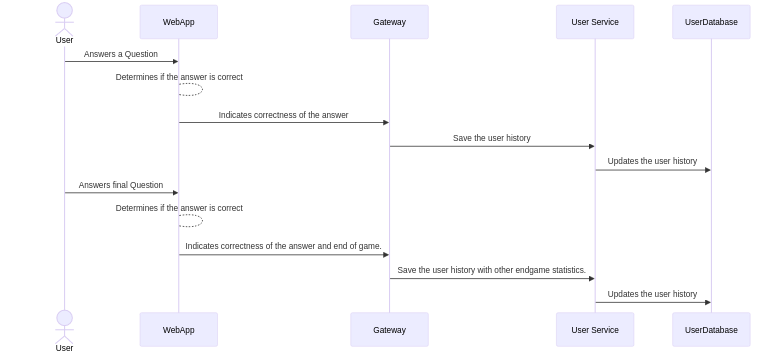 WebApp
Gateway
User Service
UserDatabase
User
Answers a Question
Determines if the answer is correct
Indicates correctness of the answer
Save the user history
Updates the user history
Answers final Question
Determines if the answer is correct
Indicates correctness of the answer and end of game.
Save the user history with other endgame statistics.
Updates the user history
WebApp
Gateway
User Service
UserDatabase
User